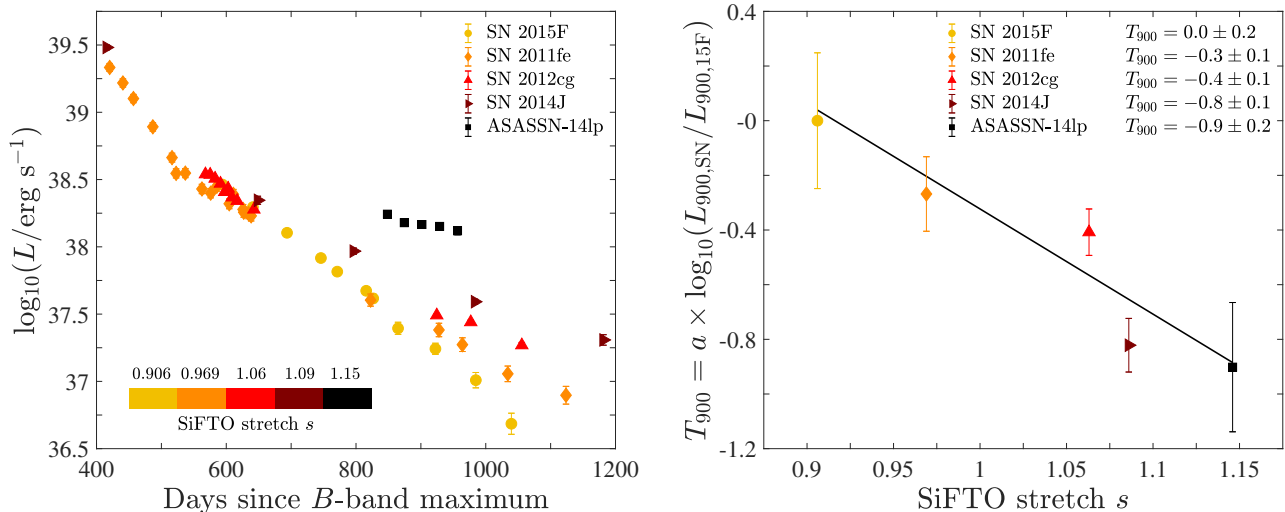 39.5
39
38.5
38
37.5
37
36.5
400
600
800
1000
1200
log₁₀(L/erg s⁻¹)
Days since B-band maximum
SN 2015F
SN 2011fe
SN 2012cg
SN 2014J
ASASSN-14lp
0.906 0.969 1.06 1.09 1.15
SiFTO stretch s
0.4
-0
-0.4
-0.8
-1.2
0.9
0.95
1
1.05
1.1
1.15
T₉₀₀ = a × log₁₀(L₉₀₀,SN/L₉₀₀,15F)
SiFTO stretch s
SN 2015F T₉₀₀ = 0.0 ± 0.2
SN 2011fe T₉₀₀ = −0.3 ± 0.1
SN 2012cg T₉₀₀ = −0.4 ± 0.1
SN 2014J T₉₀₀ = −0.8 ± 0.1
ASASSN-14lp T₉₀₀ = −0.9 ± 0.2